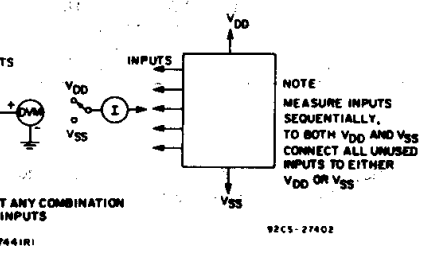 VDD
TS
INPUTS
VDD
+
DVM
-
I
VSS
NOTE
MEASURE INPUTS
SEQUENTIALLY,
TO BOTH VDD AND VSS
CONNECT ALL UNUSED
INPUTS TO EITHER
VDD OR VSS
VSS
T ANY COMBINATION
INPUTS
92CS-27402
7441R1